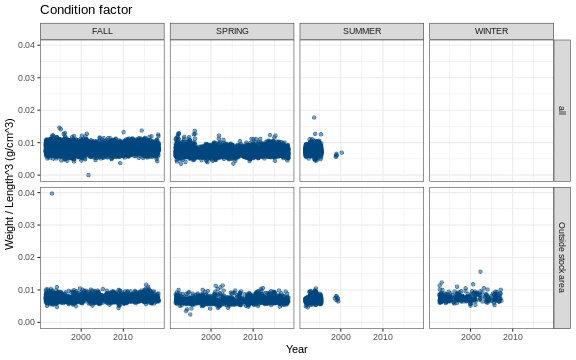 Condition factor
FALL SPRING SUMMER WINTER
0.04
0.03
0.02
0.01
0.00
all
0.04
0.03
0.02
0.01
0.00
Outside stock area
Weight / Length^3 (g/cm^3)
2000 2010 2000 2010 2000 2010 2000 2010
Year